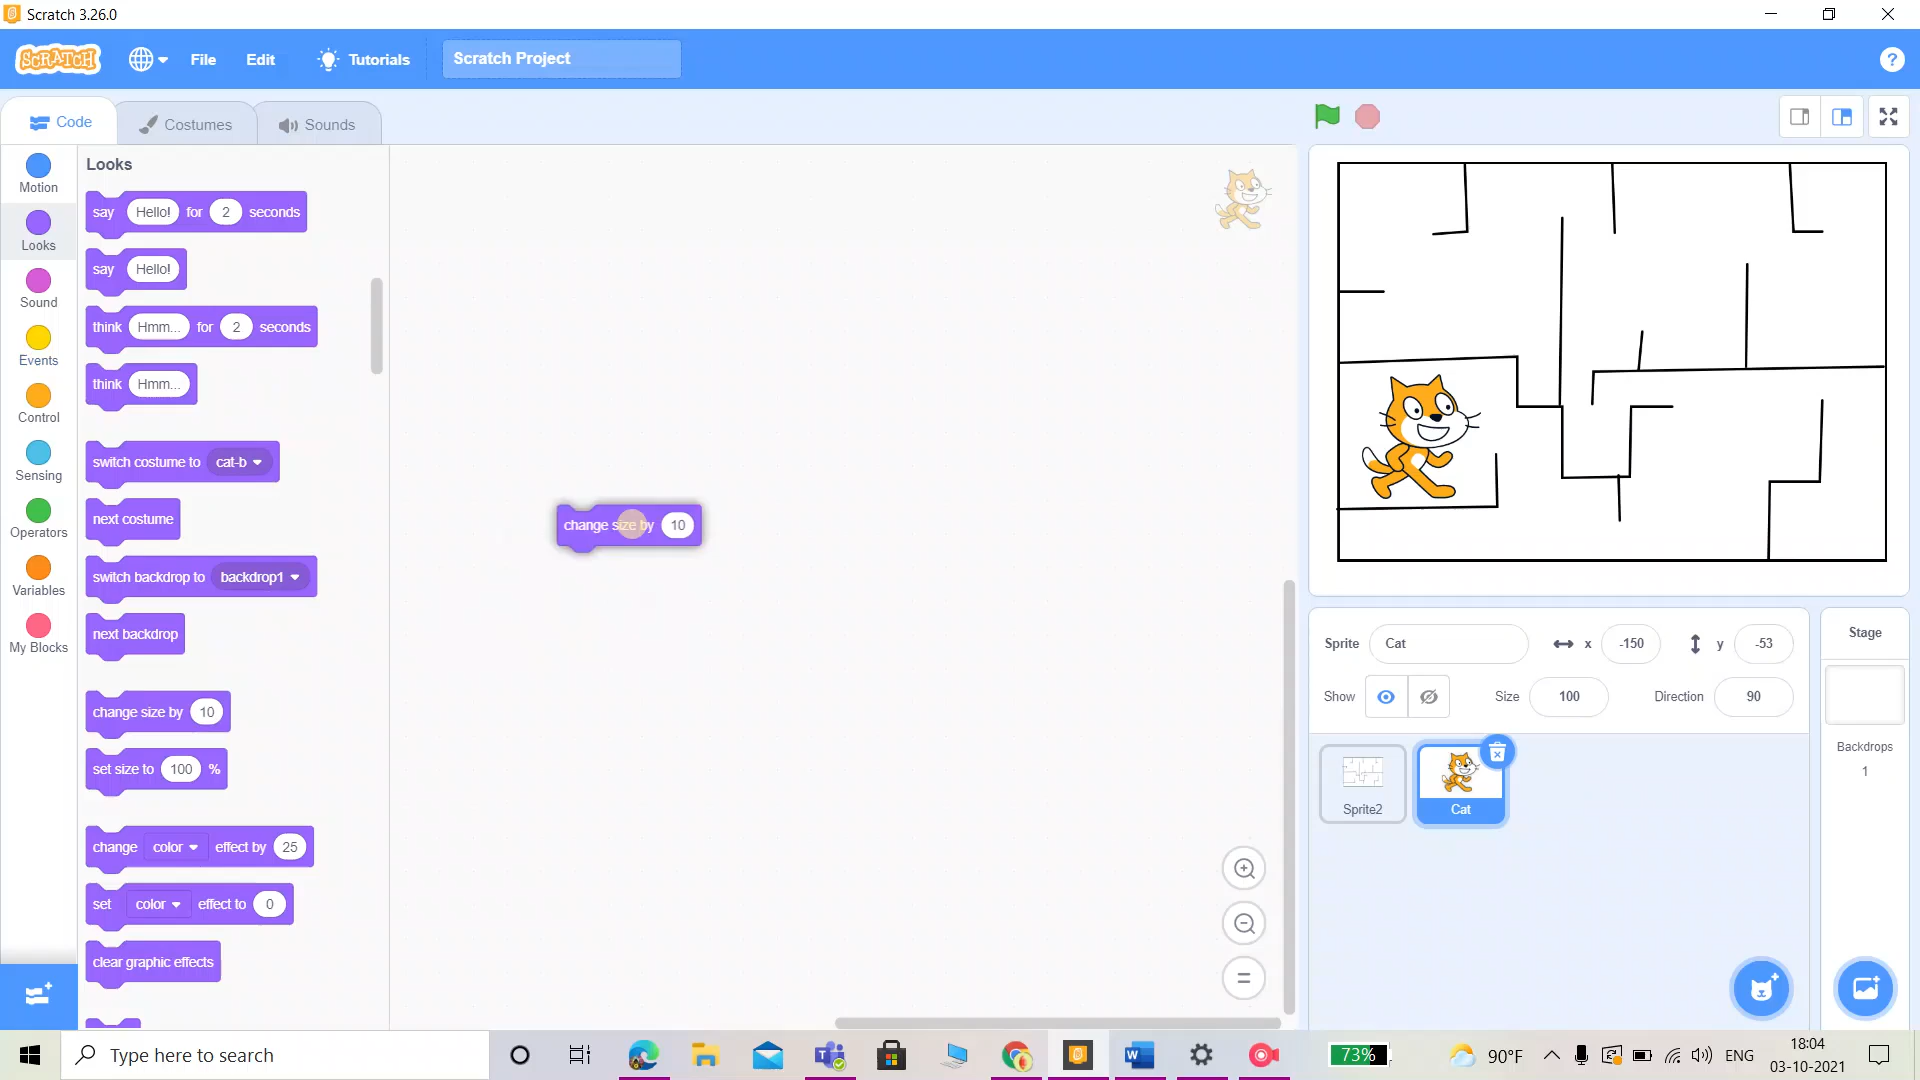 Scratch 3.26.0
SCRATCH
File
Edit
Tutorials
Scratch Project
?
Code
Costumes
Sounds
Motion
Looks
Sound
Events
Control
Sensing
Operators
Variables
My Blocks
Looks
say Hello! for 2 seconds
say Hello!
think Hmm... for 2 seconds
think Hmm...
switch costume to cat-b
next costume
switch backdrop to backdrop1
next backdrop
change size by 10
set size to 100 %
change color effect by 25
set color effect to 0
clear graphic effects
change size by 10
Sprite Cat x -150 y -53
Show Size 100 Direction 90
Sprite2
Cat
Stage
Backdrops
1
Type here to search
73%
90°F
ENG
18:04
03-10-2021